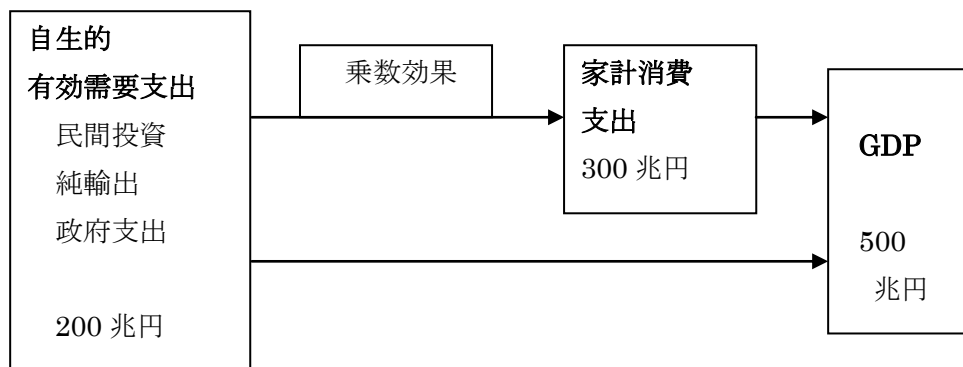 自生的
有効需要支出
民間投資
純輸出
政府支出
200 兆円
乗数効果
家計消費
支出
300 兆円
GDP
500
兆円